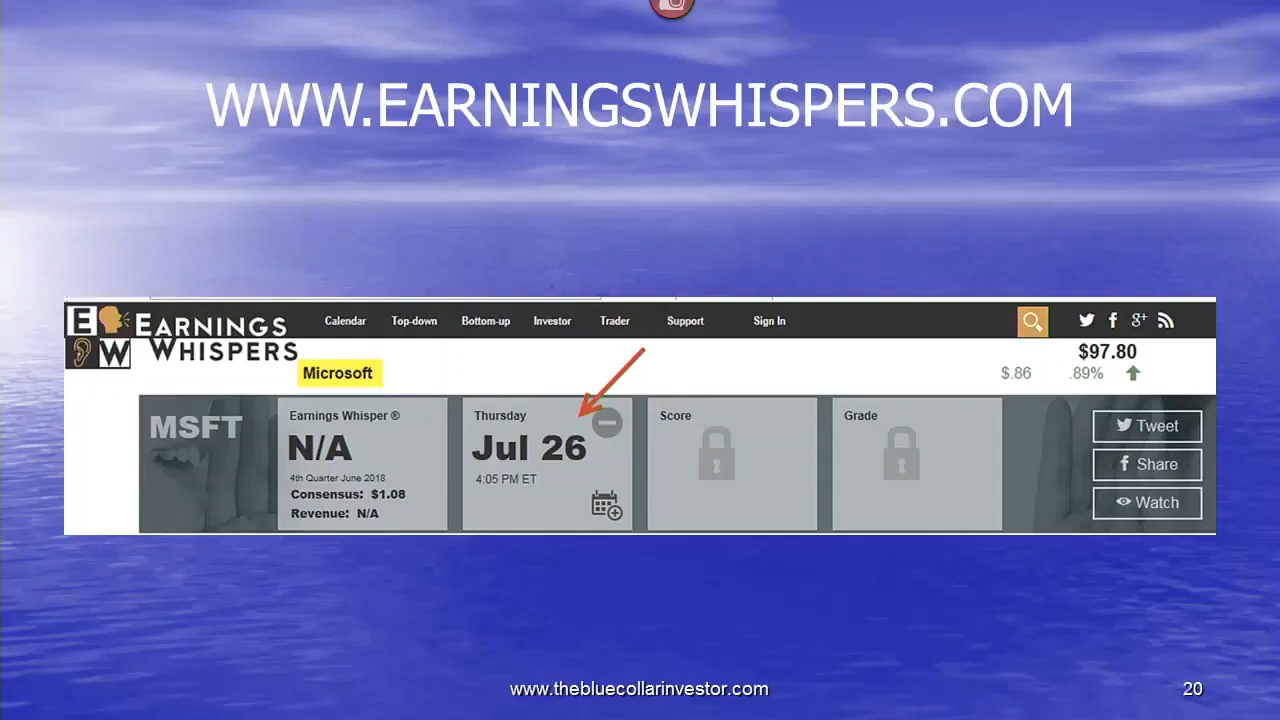 WWW.EARNINGSWHISPERS.COM
E
W
EARNINGS
WHISPERS
Calendar Top-down Bottom-up Investor Trader Support Sign In
g+
$97.80
Microsoft
$.86 .89%
MSFT
Earnings Whisper ®
N/A
4th Quarter June 2018
Consensus: $1.08
Revenue: N/A
Thursday
Jul 26
4:05 PM ET
Score
Grade
Tweet
Share
Watch
www.thebluecollarinvestor.com
20